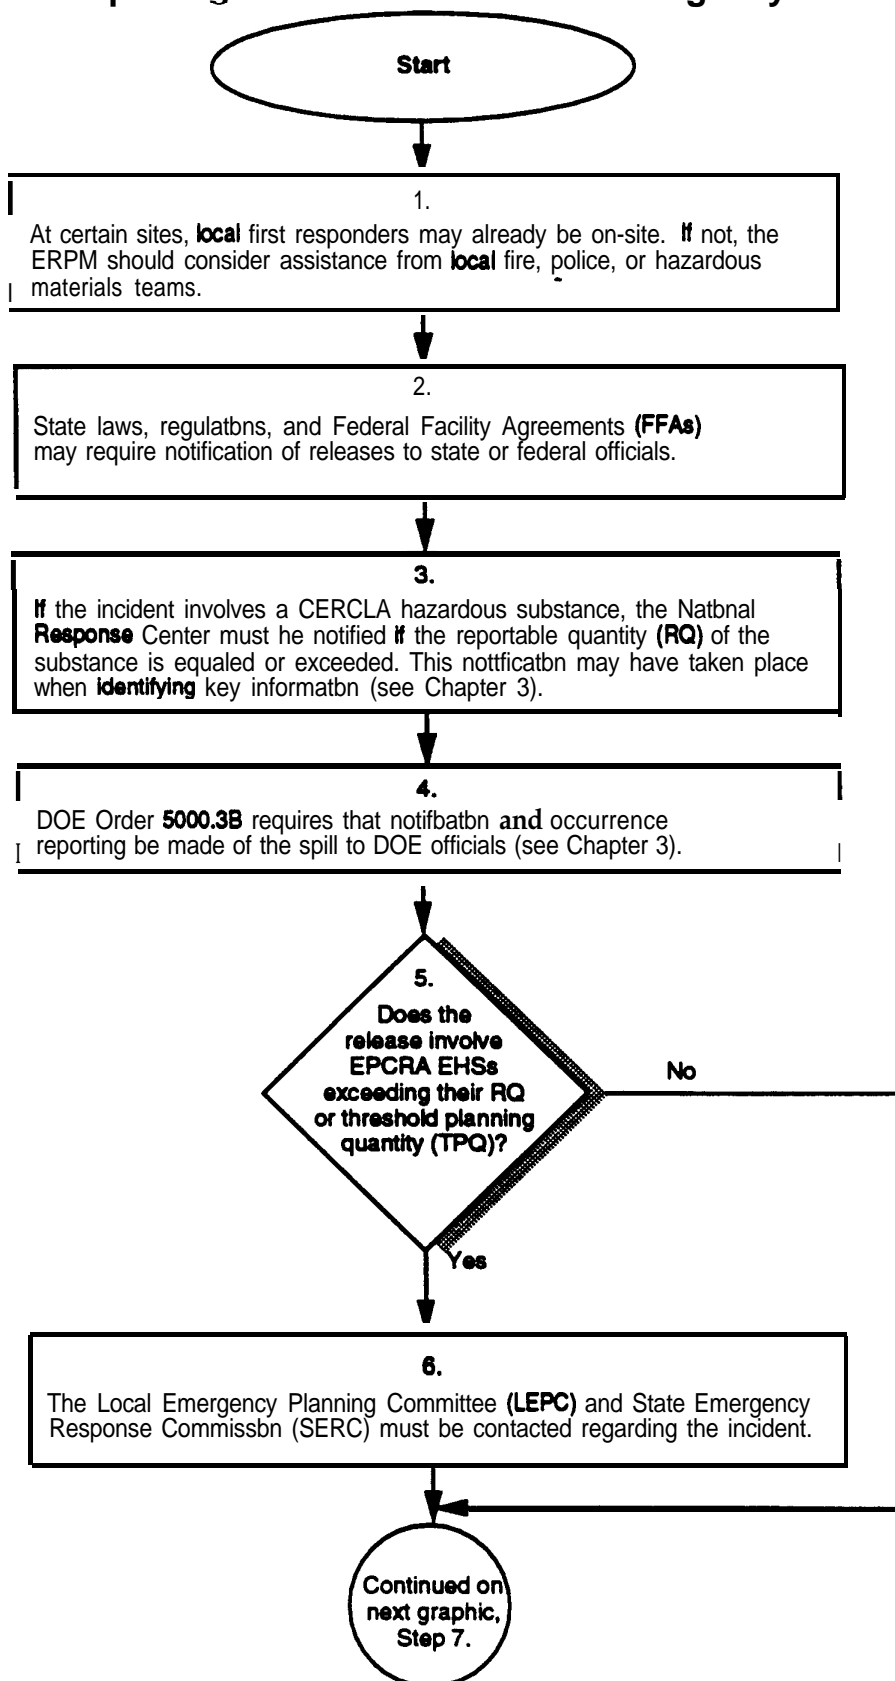 Start
1.
At certain sites, local first responders may already be on-site. If not, the
ERPM should consider assistance from local fire, police, or hazardous
materials teams.
2.
State laws, regulatbns, and Federal Facility Agreements (FFAs)
may require notification of releases to state or federal officials.
3.
If the incident involves a CERCLA hazardous substance, the Natbnal
Response Center must he notified if the reportable quantity (RQ) of the
substance is equaled or exceeded. This nottficatbn may have taken place
when identifying key informatbn (see Chapter 3).
4.
DOE Order 5000.3B requires that notifbatbn and occurrence
reporting be made of the spill to DOE officials (see Chapter 3).
5.
Does the
release involve
EPCRA EHSs
exceeding their RQ
or threshold planning
quantity (TPQ)?
No
Yes
6.
The Local Emergency Planning Committee (LEPC) and State Emergency
Response Commissbn (SERC) must be contacted regarding the incident.
Continued on
next graphic,
Step 7.